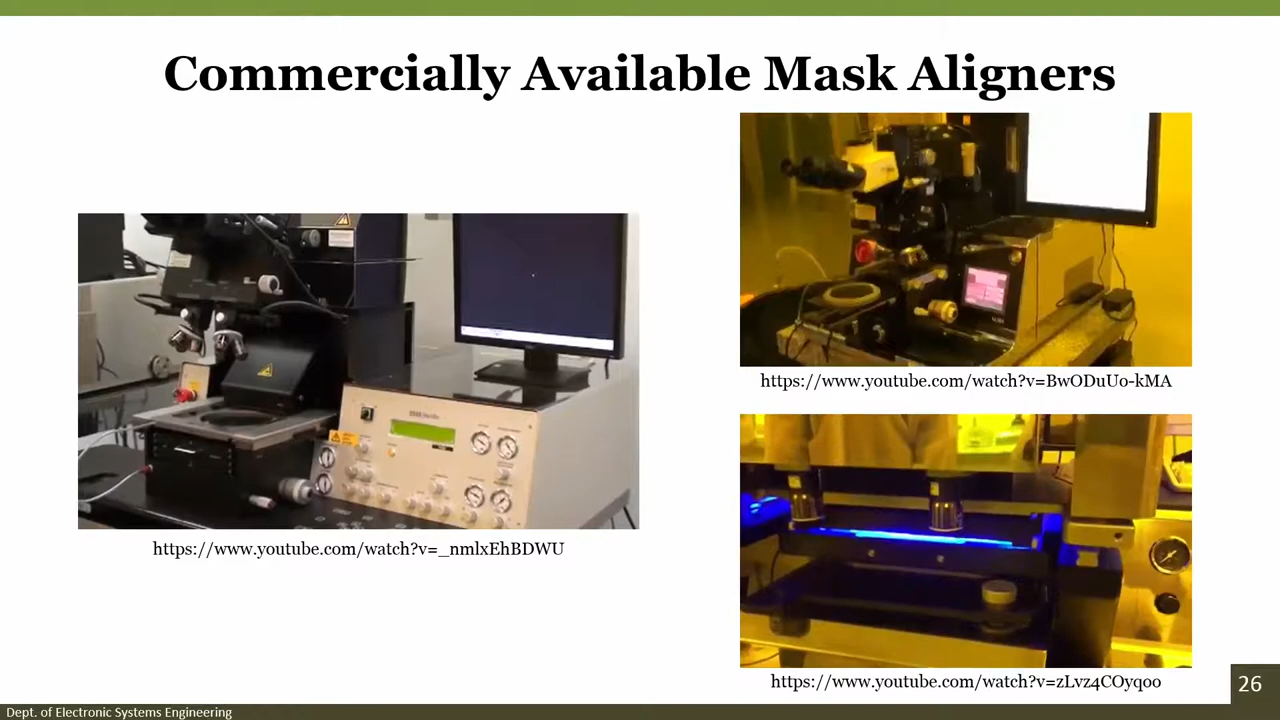 Commercially Available Mask Aligners
https://www.youtube.com/watch?v=BwODuUo-kMA
https://www.youtube.com/watch?v=_nmlxEhBDWU
https://www.youtube.com/watch?v=zLvz4COyqoo
26
Dept. of Electronic Systems Engineering